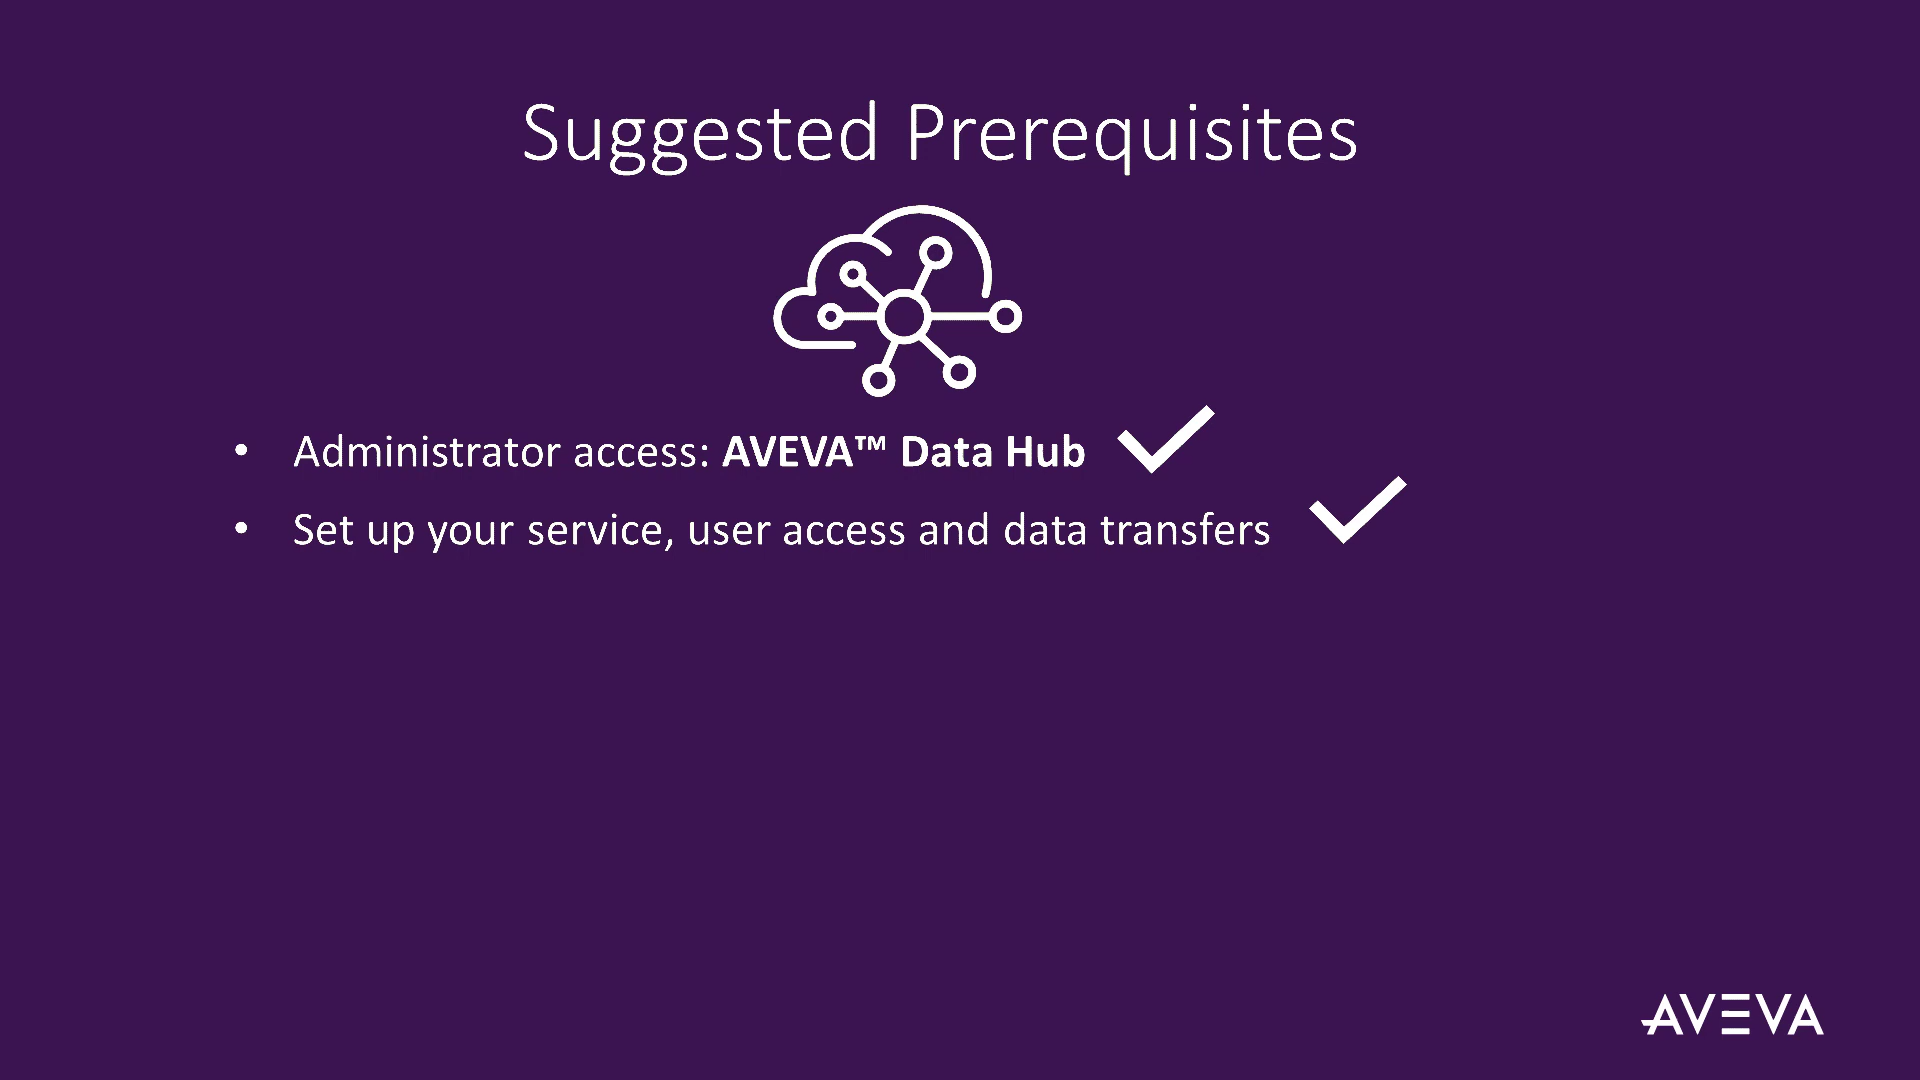 Suggested Prerequisites
• Administrator access: AVEVA™ Data Hub
• Set up your service, user access and data transfers
AVEVA